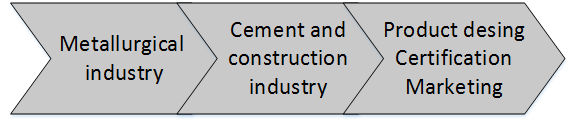 Metallurgical
industry
Cement and
construction
industry
Product desing
Certification
Marketing